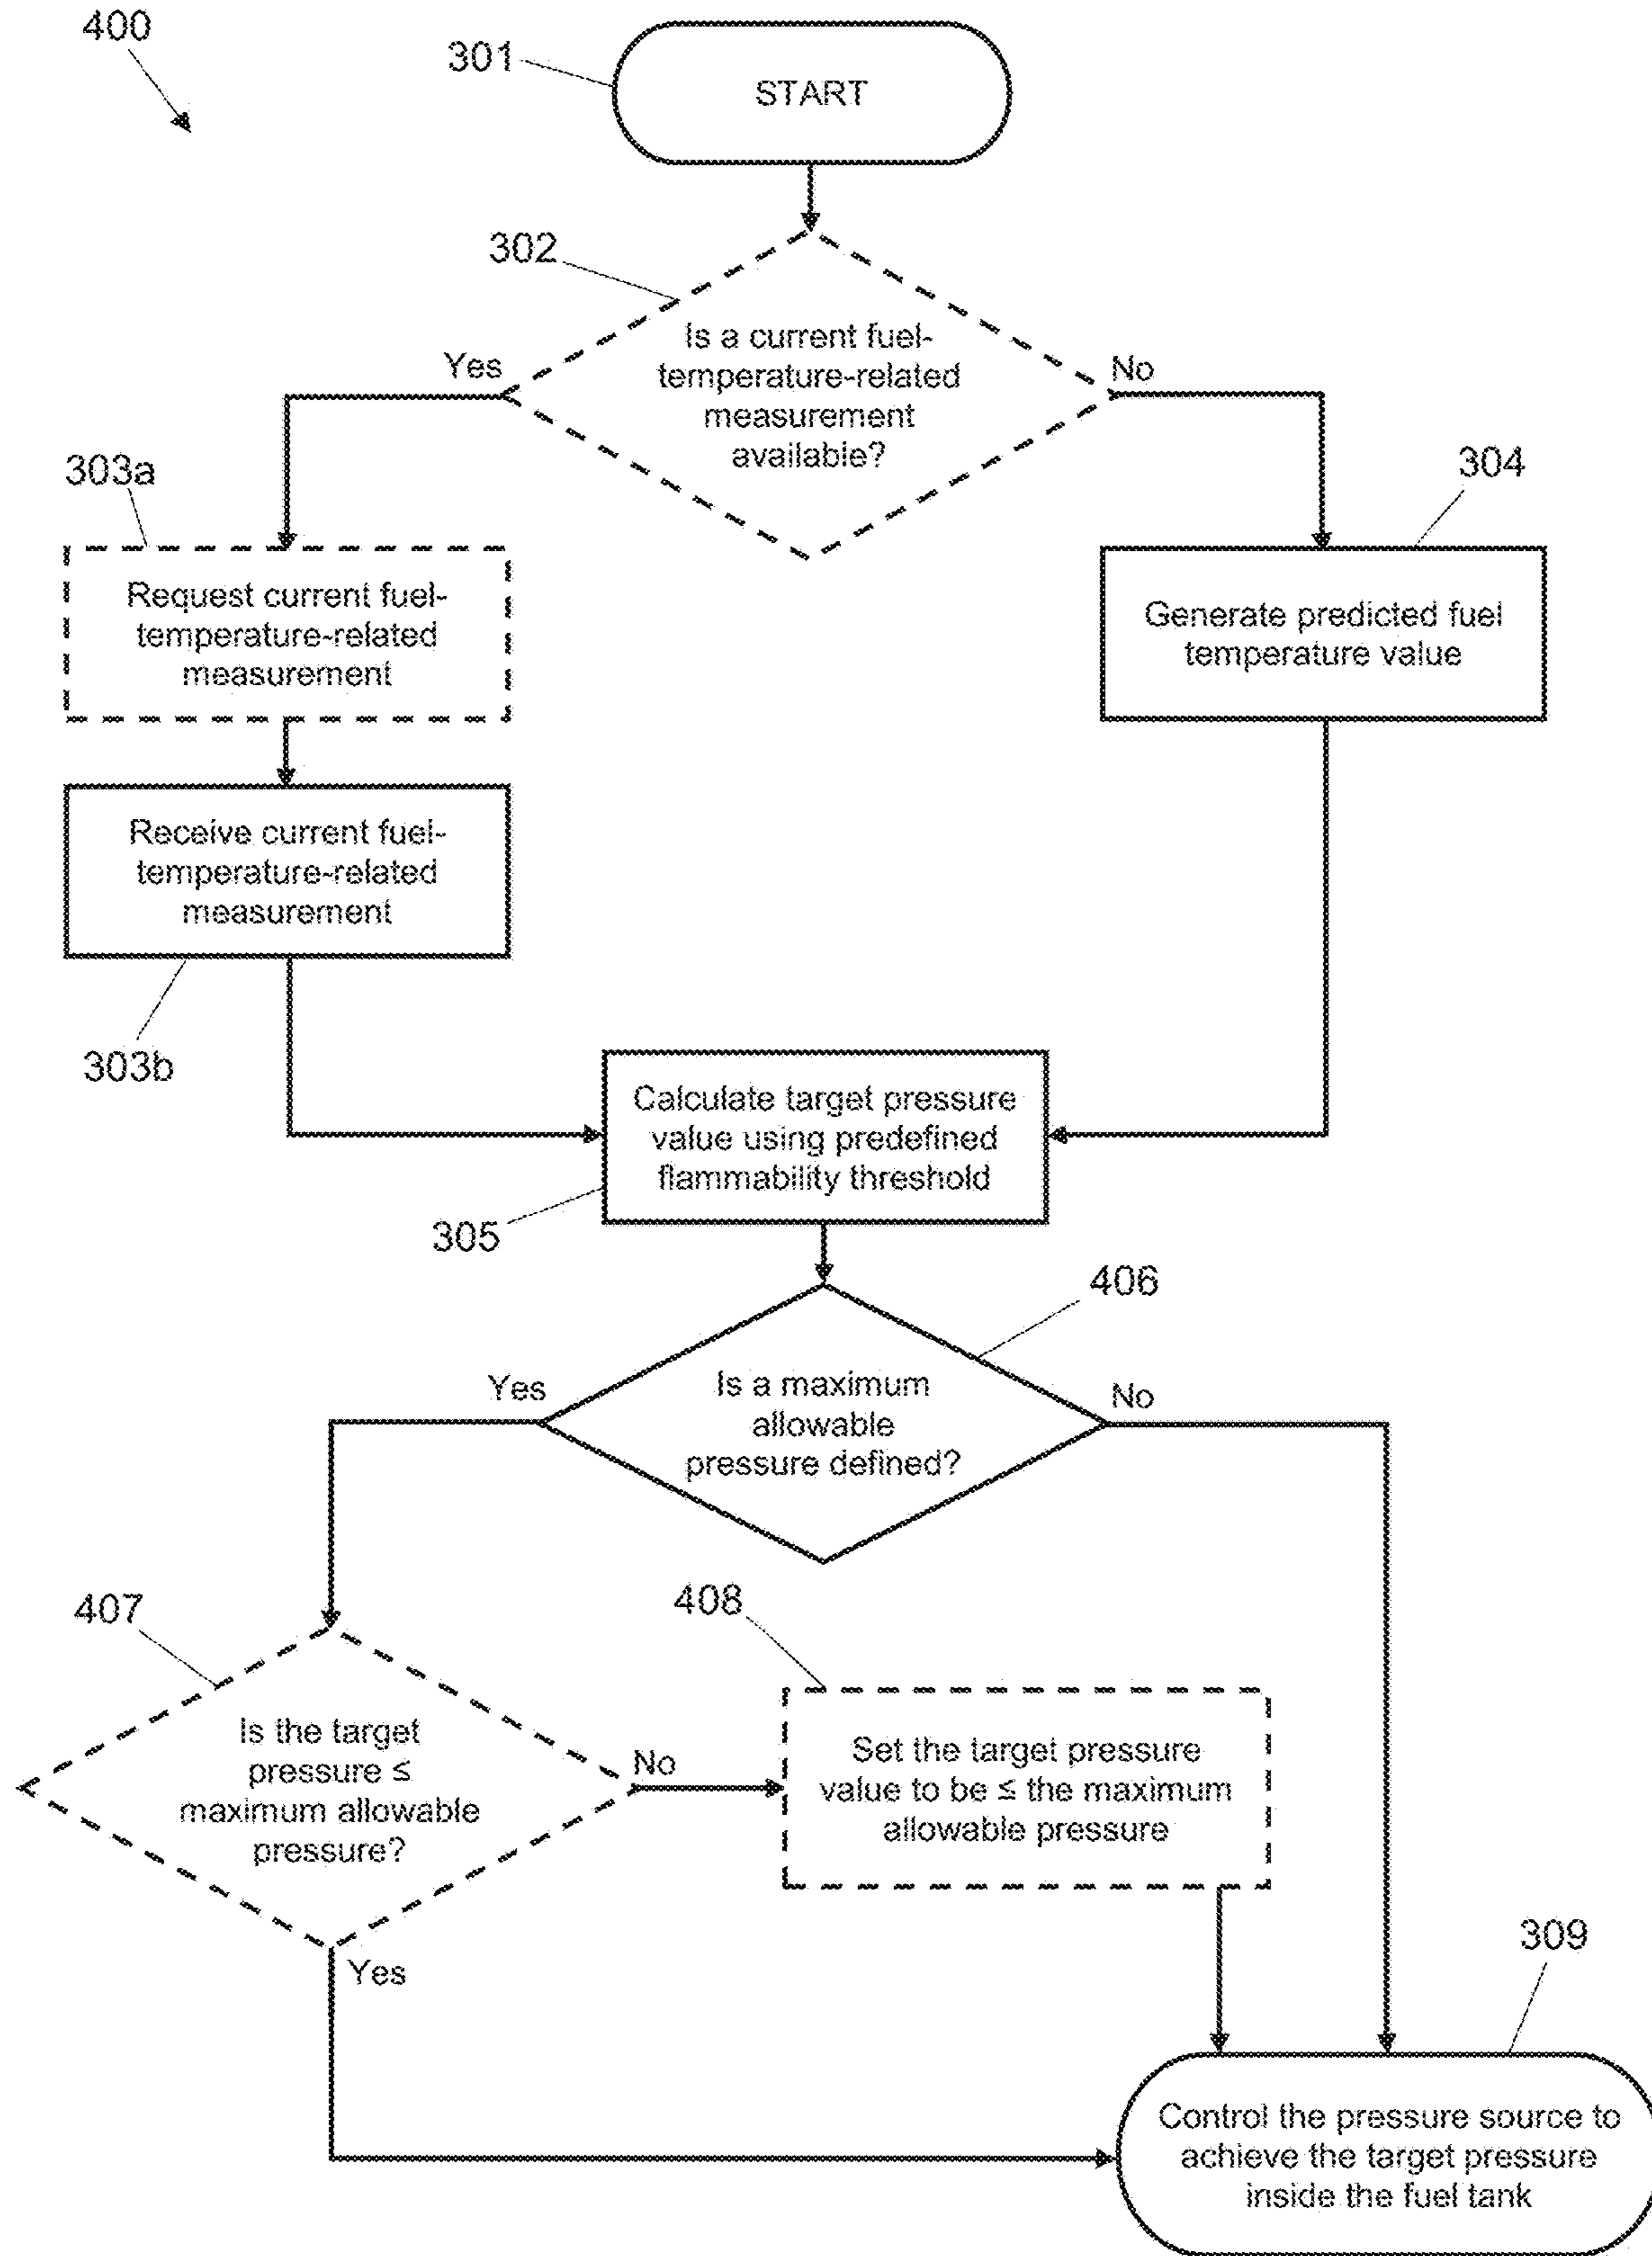 400
301
START
302
Is a current fuel-
temperature-related
measurement
available?
Yes
No
303a
304
Request current fuel-
temperature-related
measurement
Generate predicted fuel
temperature value
Receive current fuel-
temperature-related
measurement
303b
Calculate target pressure
value using predefined
flammability threshold
305
406
Is a maximum
allowable
pressure defined?
Yes
No
407
408
Is the target
pressure ≤
maximum allowable
pressure?
No
Set the target pressure
value to be ≤ the maximum
allowable pressure
Yes
309
Control the pressure source to
achieve the target pressure
inside the fuel tank